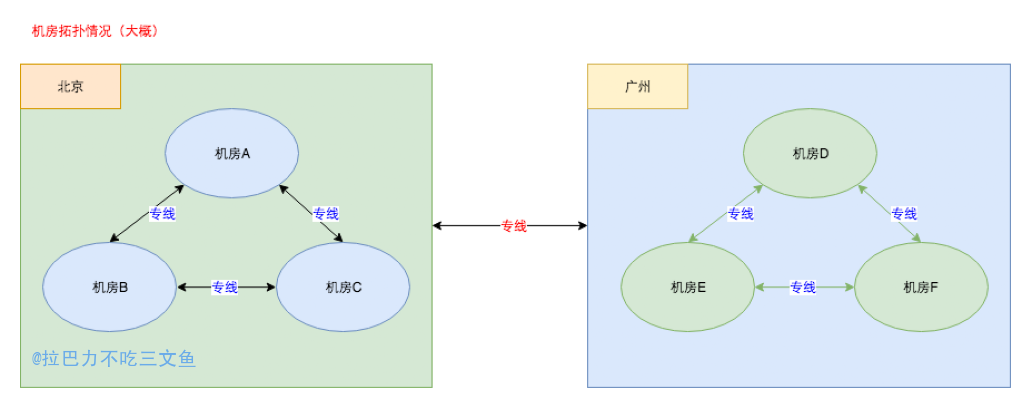 机房拓扑情况（大概）
北京
广州
机房A
机房D
专线
专线
专线
专线
专线
机房B
专线
机房C
机房E
专线
机房F
@拉巴力不吃三文鱼